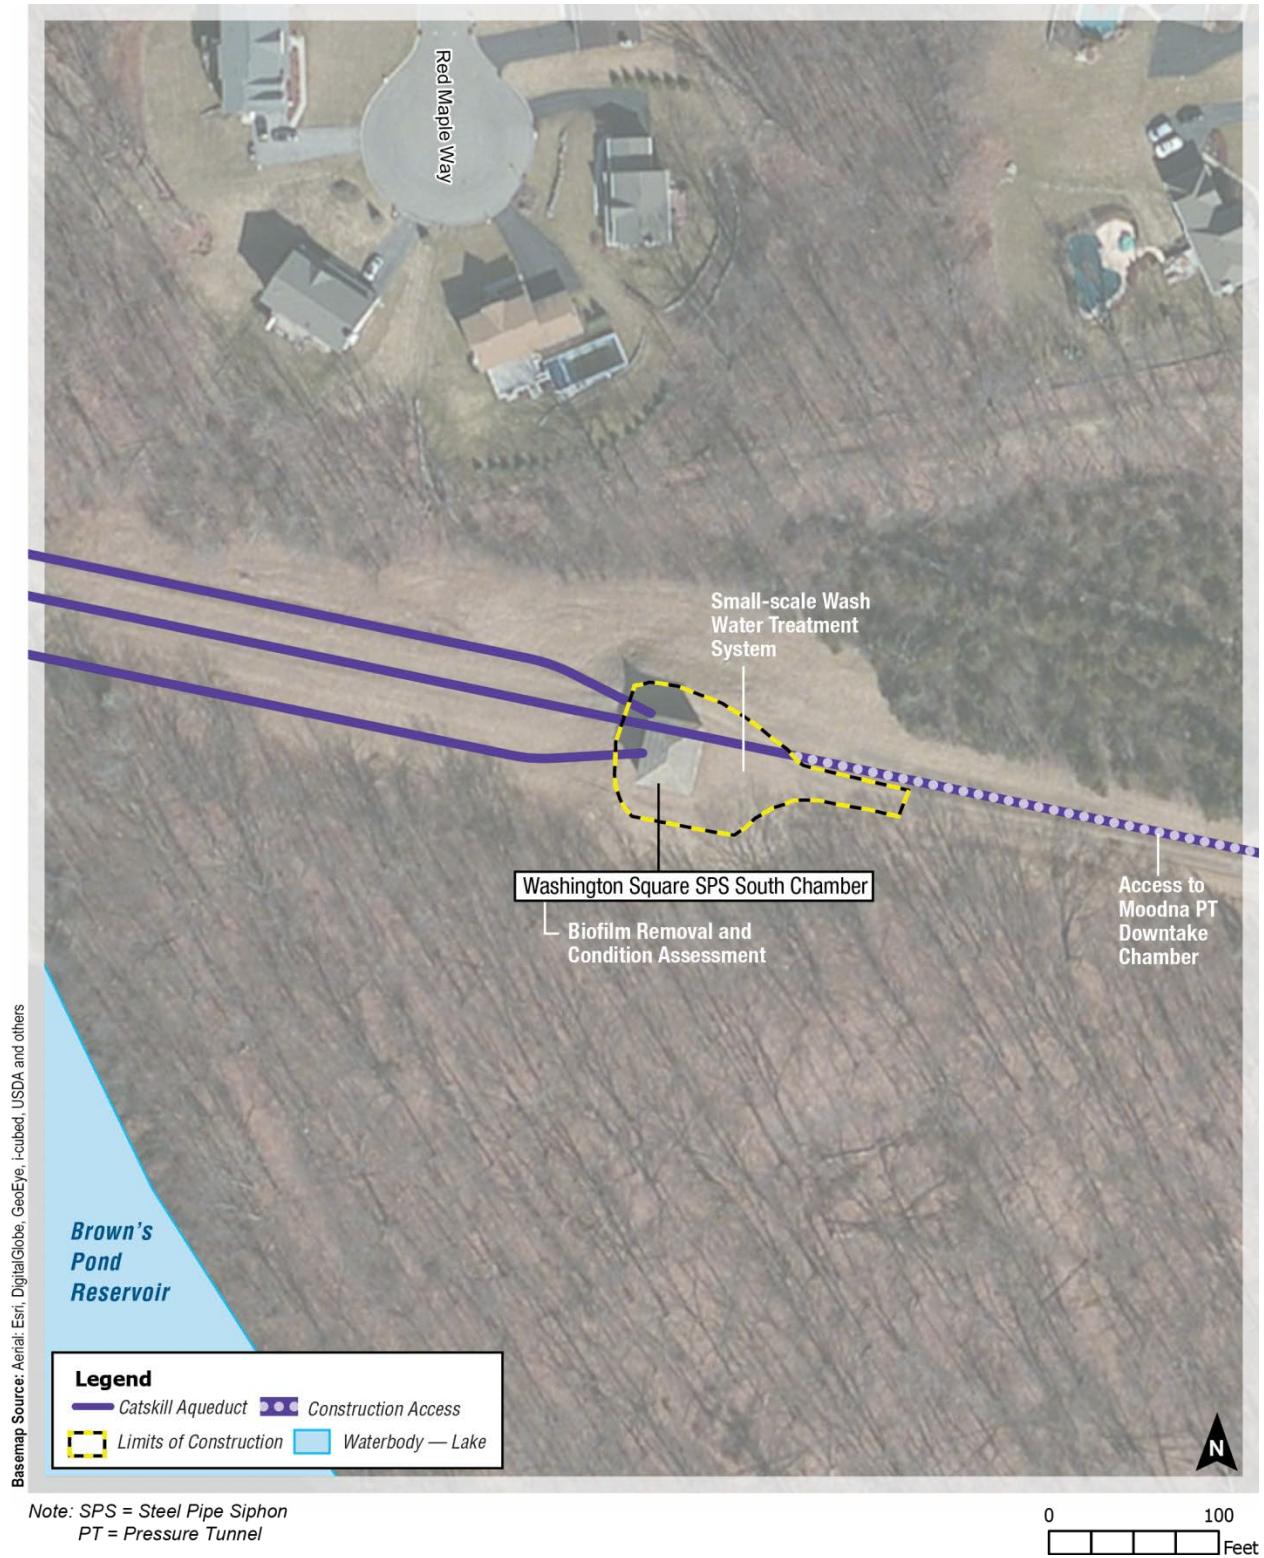 Red Maple Way
Small-scale Wash
Water Treatment
System
Washington Square SPS South Chamber
Biofilm Removal and
Condition Assessment
Access to
Moodna PT
Downtake
Chamber
Brown's
Pond
Reservoir
Basemap Source: Aerial: Esri, DigitalGlobe, GeoEye, i-cubed, USDA and others
Legend
Catskill Aqueduct
Construction Access
Limits of Construction
Waterbody — Lake
N
Note: SPS = Steel Pipe Siphon
PT = Pressure Tunnel
0 100
Feet